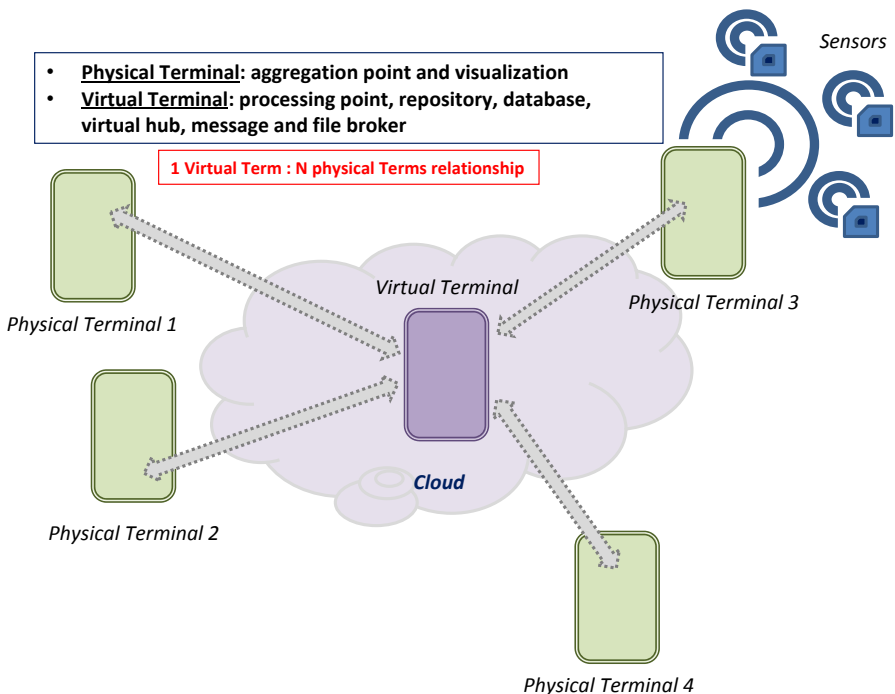 Sensors
• Physical Terminal: aggregation point and visualization
• Virtual Terminal: processing point, repository, database,
virtual hub, message and file broker
1 Virtual Term : N physical Terms relationship
Virtual Terminal
Physical Terminal 3
Physical Terminal 1
Cloud
Physical Terminal 2
Physical Terminal 4